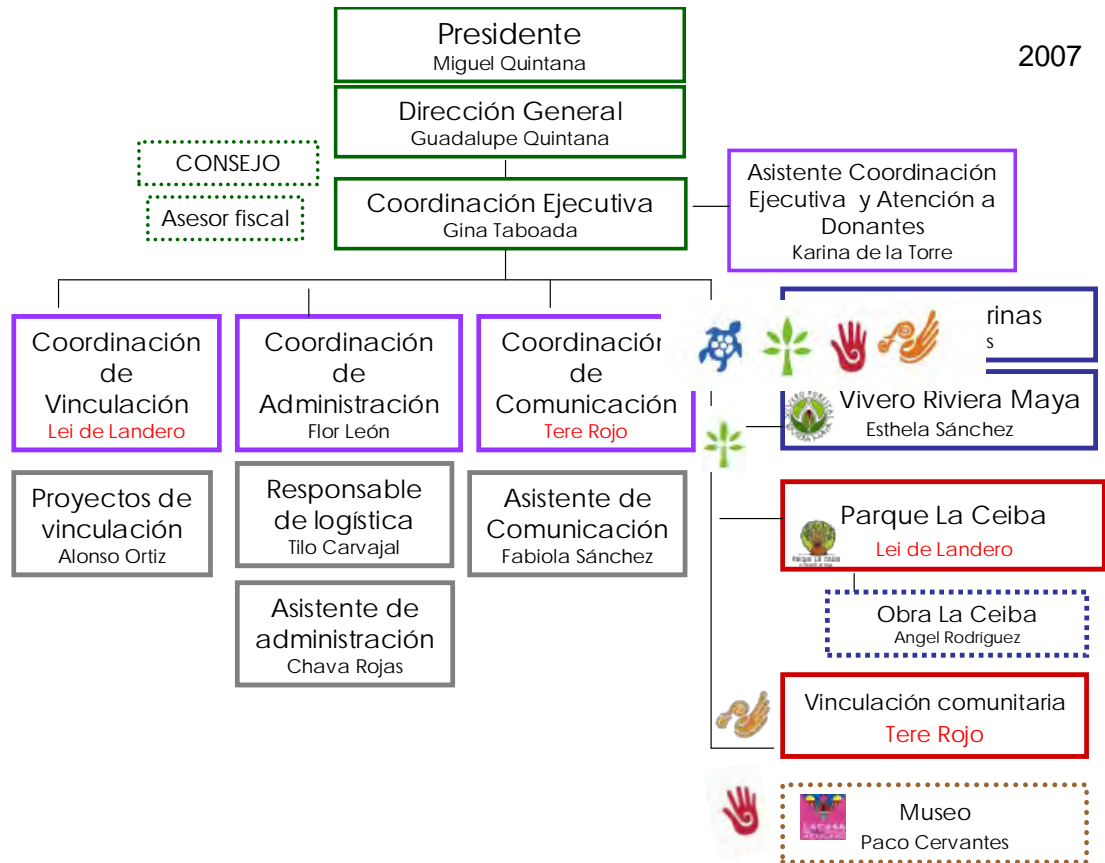 Presidente
Miguel Quintana
2007
Dirección General
Guadalupe Quintana
CONSEJO
Asesor fiscal
Coordinación Ejecutiva
Gina Taboada
Asistente Coordinación
Ejecutiva y Atención a
Donantes
Karina de la Torre
Coordinación
de
Vinculación
Lei de Landero
Coordinación
de
Administración
Flor León
Coordinación
de
Comunicación
Tere Rojo
rinas
s
Vivero Riviera Maya
Esthela Sánchez
Proyectos de
vinculación
Alonso Ortiz
Responsable
de logística
Tilo Carvajal
Asistente de
Comunicación
Fabiola Sánchez
Asistente de
administración
Chava Rojas
Parque La Ceiba
Lei de Landero
PARQUE LA CEIBA
Obra La Ceiba
Angel Rodríguez
Vinculación comunitaria
Tere Rojo
Museo
Paco Cervantes